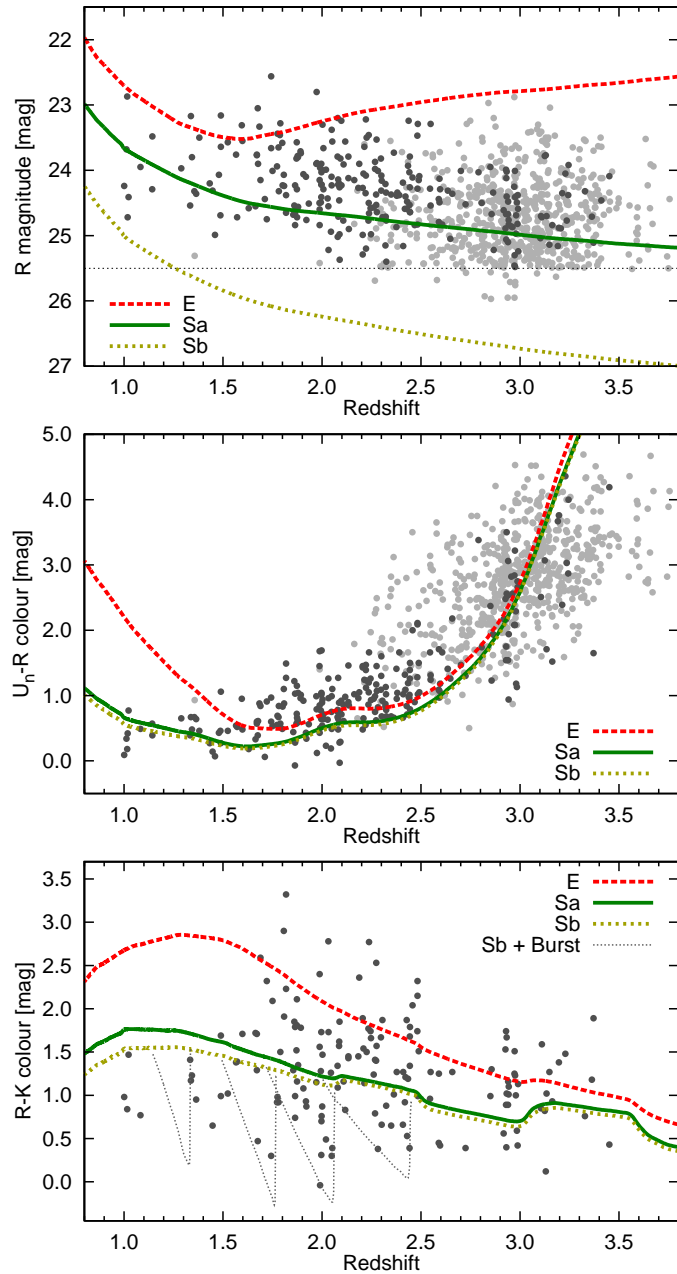 22
23
24
25
26
27
R magnitude [mag]
E
Sa
Sb
1.0 1.5 2.0 2.5 3.0 3.5
Redshift
5.0
4.0
3.0
2.0
1.0
0.0
Un-R colour [mag]
E
Sa
Sb
1.0 1.5 2.0 2.5 3.0 3.5
Redshift
3.5
3.0
2.5
2.0
1.5
1.0
0.5
0.0
R-K colour [mag]
E
Sa
Sb
Sb + Burst
1.0 1.5 2.0 2.5 3.0 3.5
Redshift